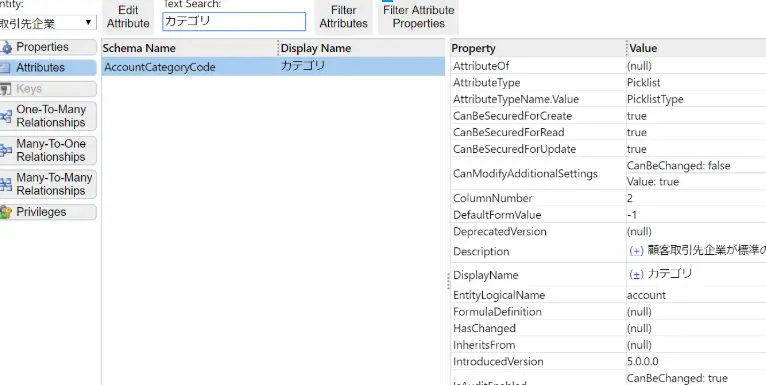 ntity:
取引先企業
Edit
Attribute
Text Search:
カテゴリ
Filter
Attributes
Filter Attribute
Properties
Properties
Attributes
Keys
One-To-Many
Relationships
Many-To-One
Relationships
Many-To-Many
Relationships
Privileges
Schema Name Display Name
AccountCategoryCode カテゴリ
Property Value
AttributeOf (null)
AttributeType Picklist
AttributeTypeName.Value PicklistType
CanBeSecuredForCreate true
CanBeSecuredForRead true
CanBeSecuredForUpdate true
CanModifyAdditionalSettings CanBeChanged: false
Value: true
ColumnNumber 2
DefaultFormValue -1
DeprecatedVersion (null)
Description (+) 顧客取引先企業が標準の
DisplayName (+) カテゴリ
EntityLogicalName account
FormulaDefinition (null)
HasChanged (null)
InheritsFrom (null)
IntroducedVersion 5.0.0.0
IsAuditEnabled CanBeChanged: true